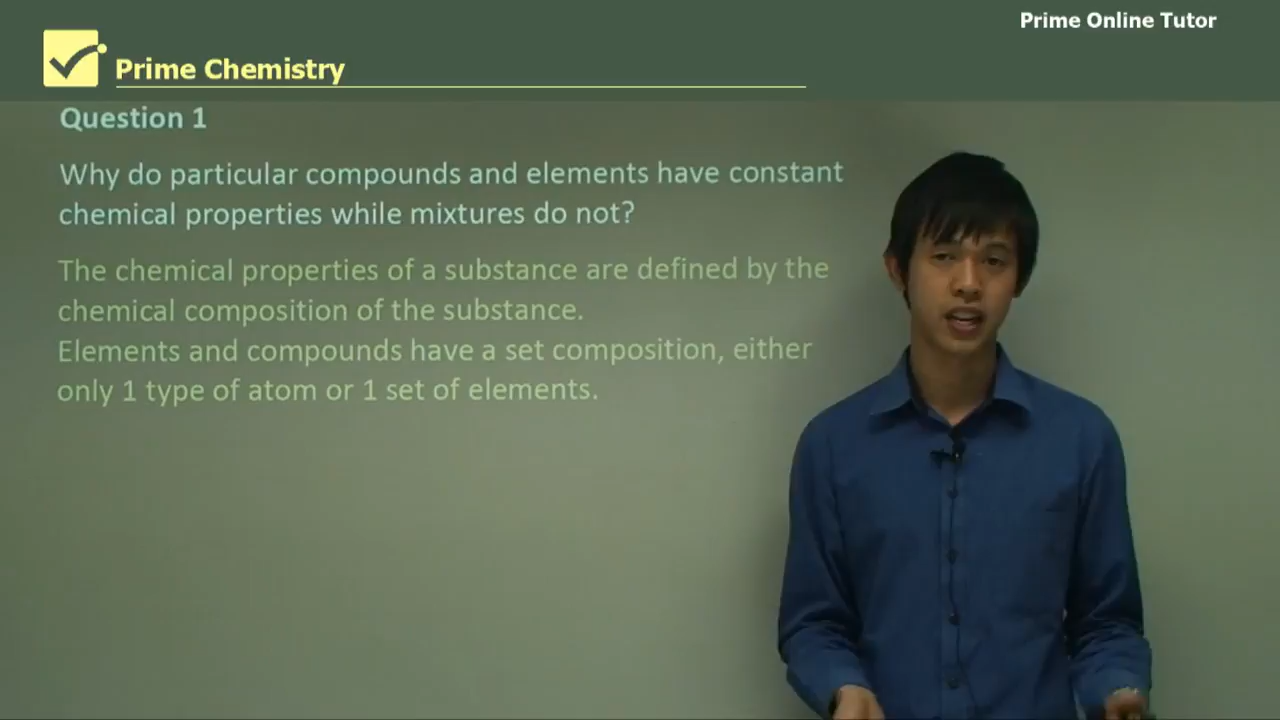 Prime Online Tutor
Prime Chemistry
Question 1
Why do particular compounds and elements have constant
chemical properties while mixtures do not?
The chemical properties of a substance are defined by the
chemical composition of the substance.
Elements and compounds have a set composition, either
only 1 type of atom or 1 set of elements.